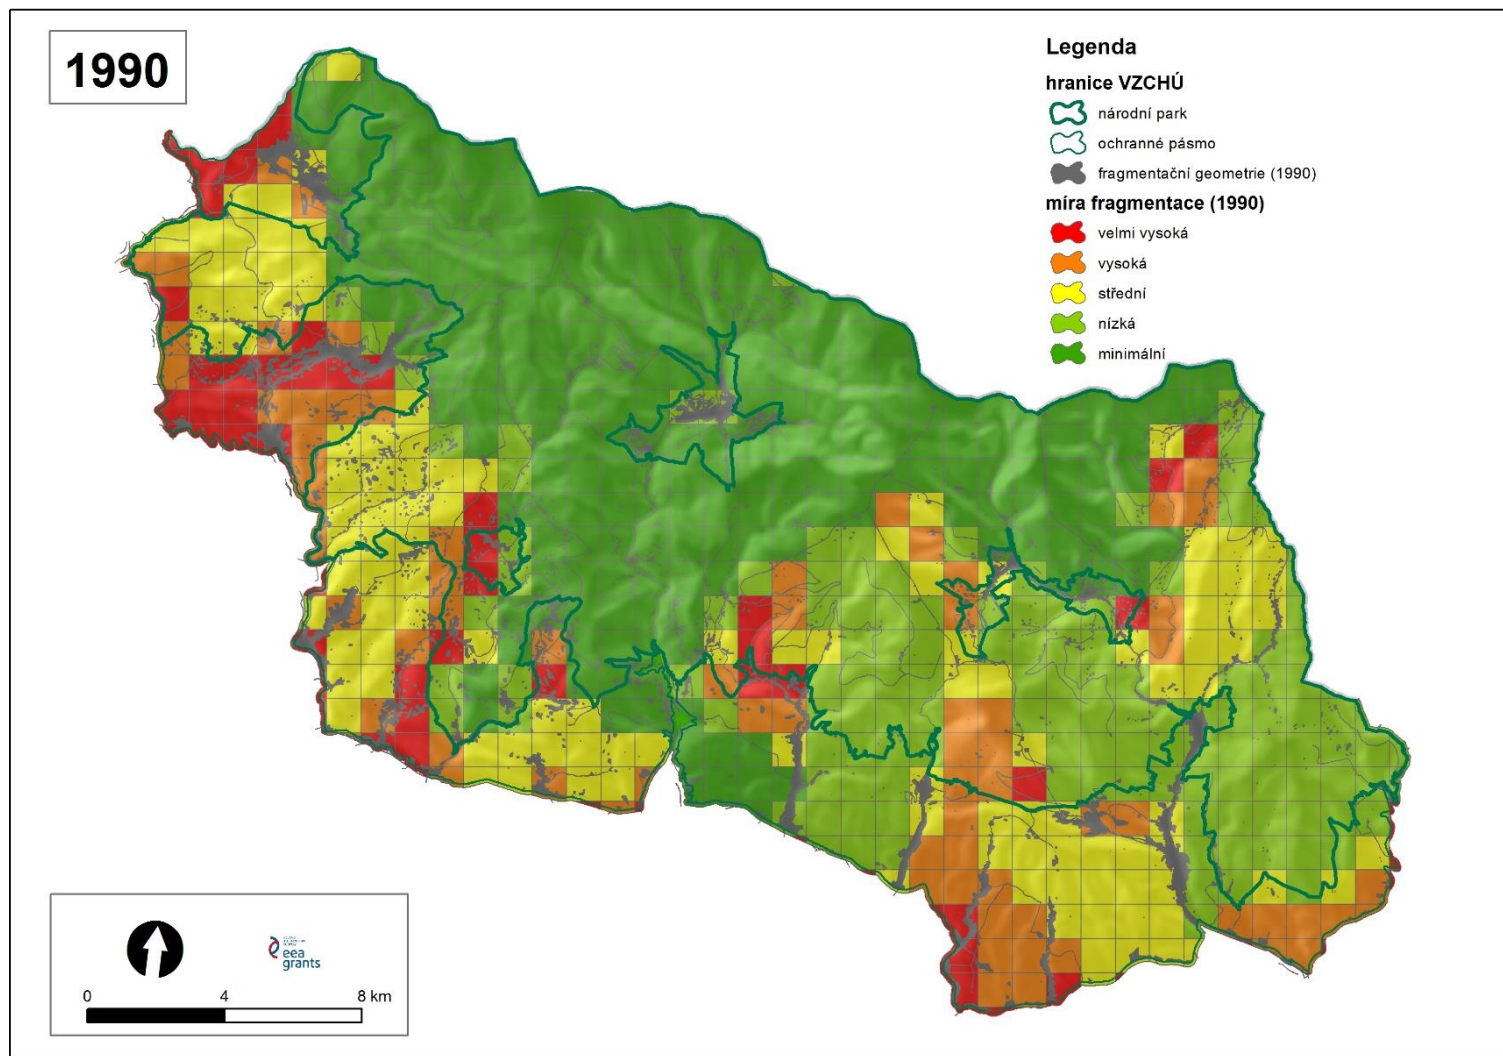 1990
Legenda
hranice VZCHÚ
národní park
ochranné pásmo
fragmentační geometrie (1990)
míra fragmentace (1990)
velmi vysoká
vysoká
střední
nízká
minimální
eea
grants
0 4 8 km